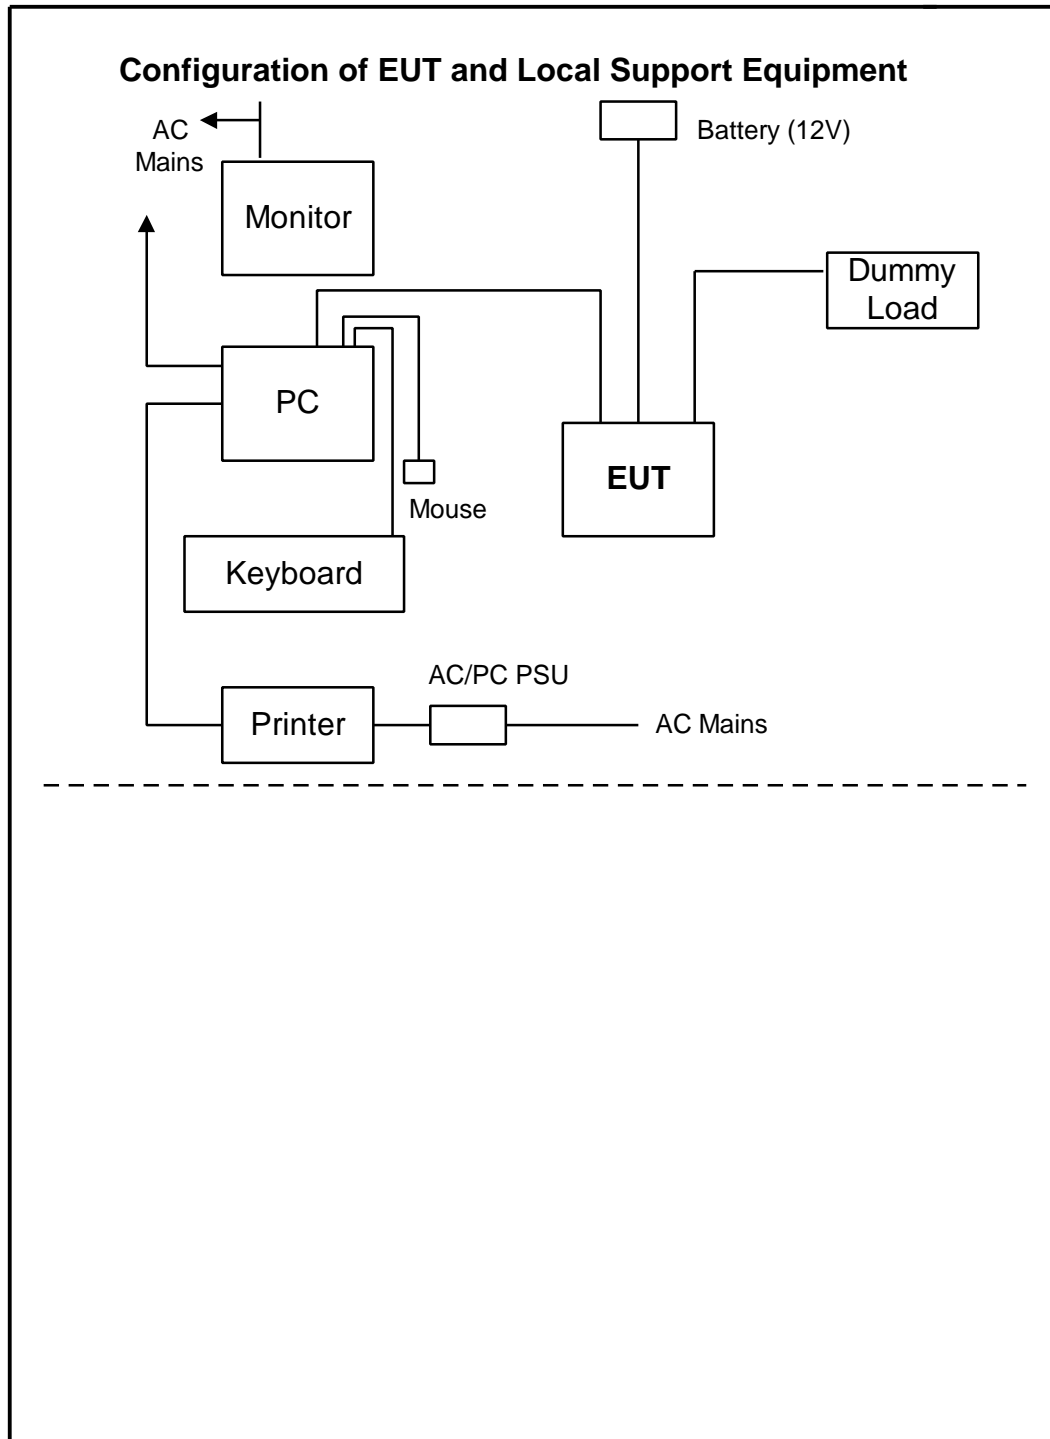 Configuration of EUT and Local Support Equipment
AC
Mains
Battery (12V)
Monitor
Dummy
Load
PC
EUT
Mouse
Keyboard
AC/PC PSU
Printer
AC Mains